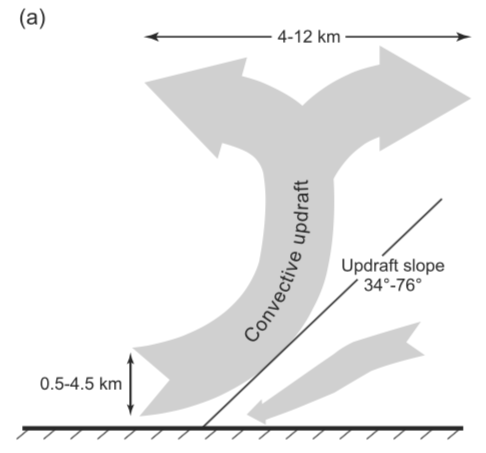 (a)
4-12 km
Convective updraft
Updraft slope
34°-76°
0.5-4.5 km